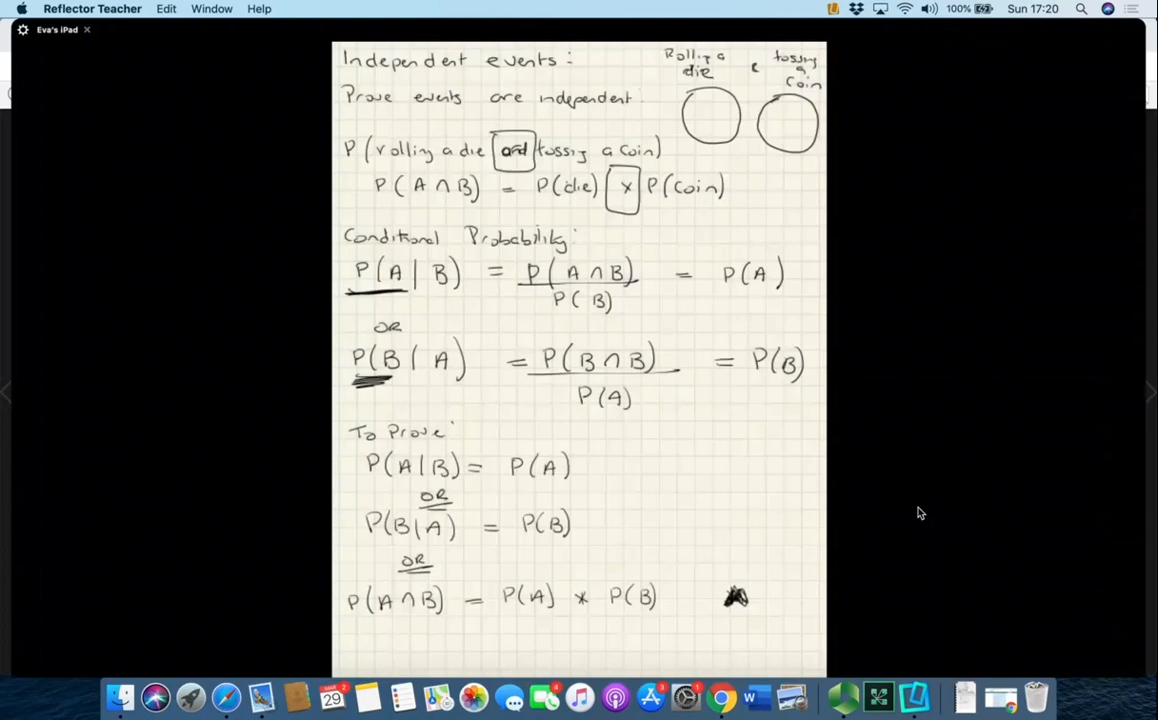 Reflector Teacher Edit Window Help 100% Sun 17:20
Eva's iPad
Independent events:
Rolling a die & tossing a coin
Prove events are independent:
P(rolling a die and tossing a coin)
P(A ∩ B) = P(die) × P(coin)
Conditional Probability:
P(A | B) = P(A ∩ B) / P(B) = P(A)
OR
P(B | A) = P(B ∩ B) / P(A) = P(B)
To Prove:
P(A|B) = P(A)
OR
P(B|A) = P(B)
OR
P(A ∩ B) = P(A) * P(B)
29
W